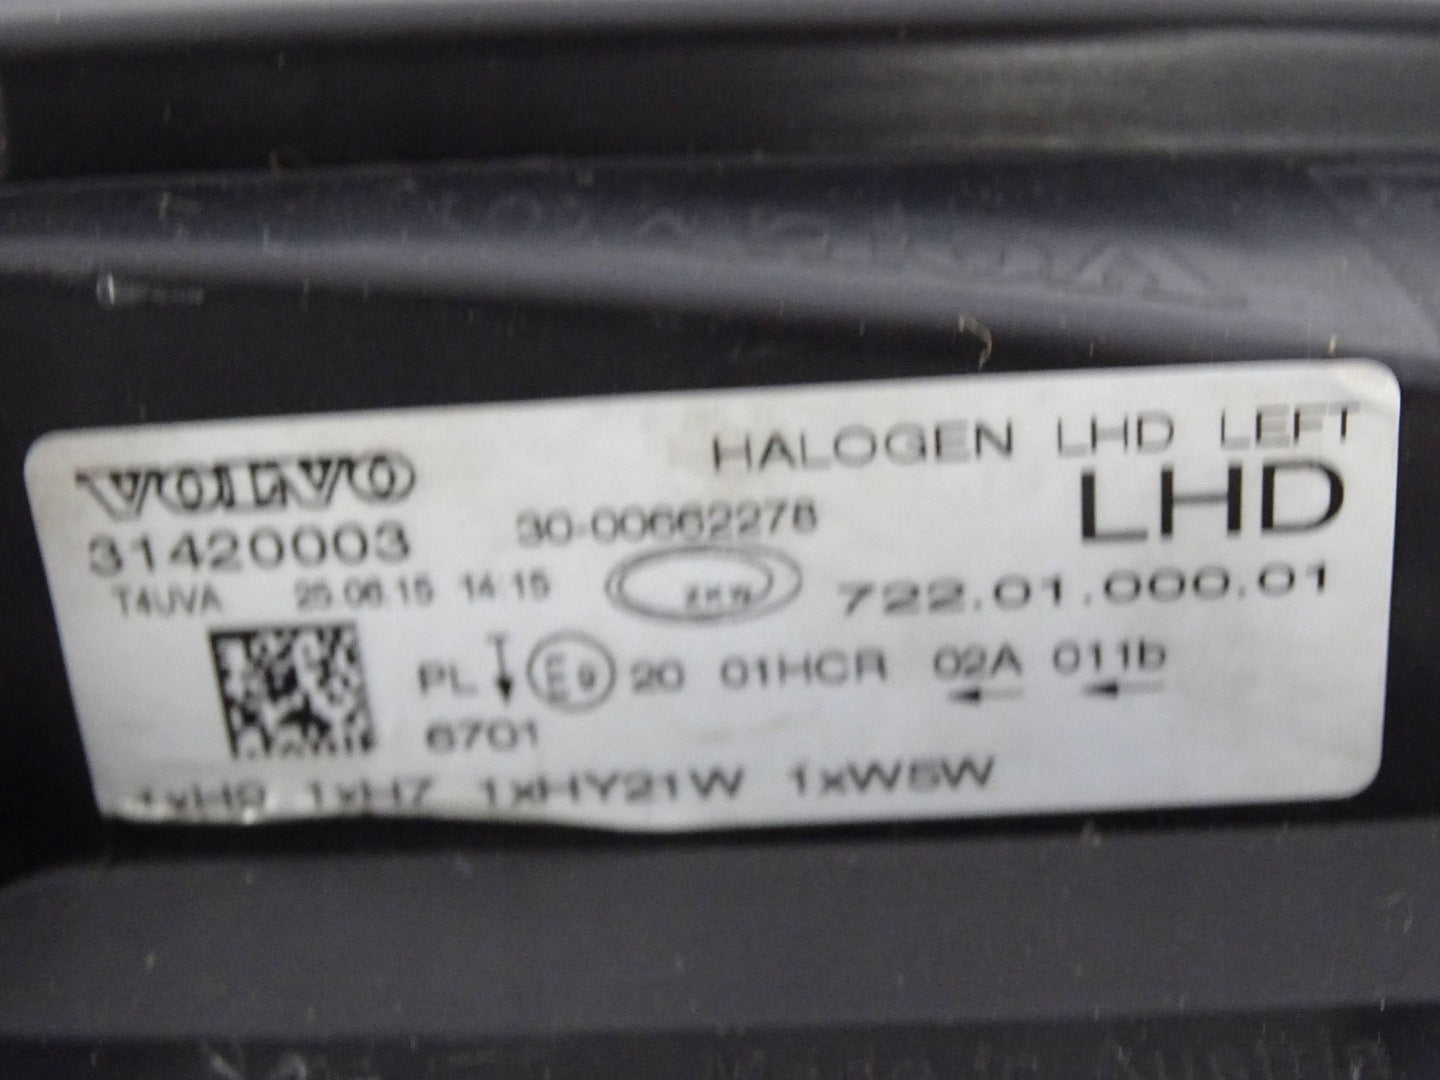 HALOGEN LHD LEFT
VOLVO
LHD
31420003
30-00662278
T4UVA 25.06.15 14:15
ZKW
722.01.000.01
PL E9 20 01HCR 02A 011b
6701
1xH9 1xH7 1xHY21W 1xW5W